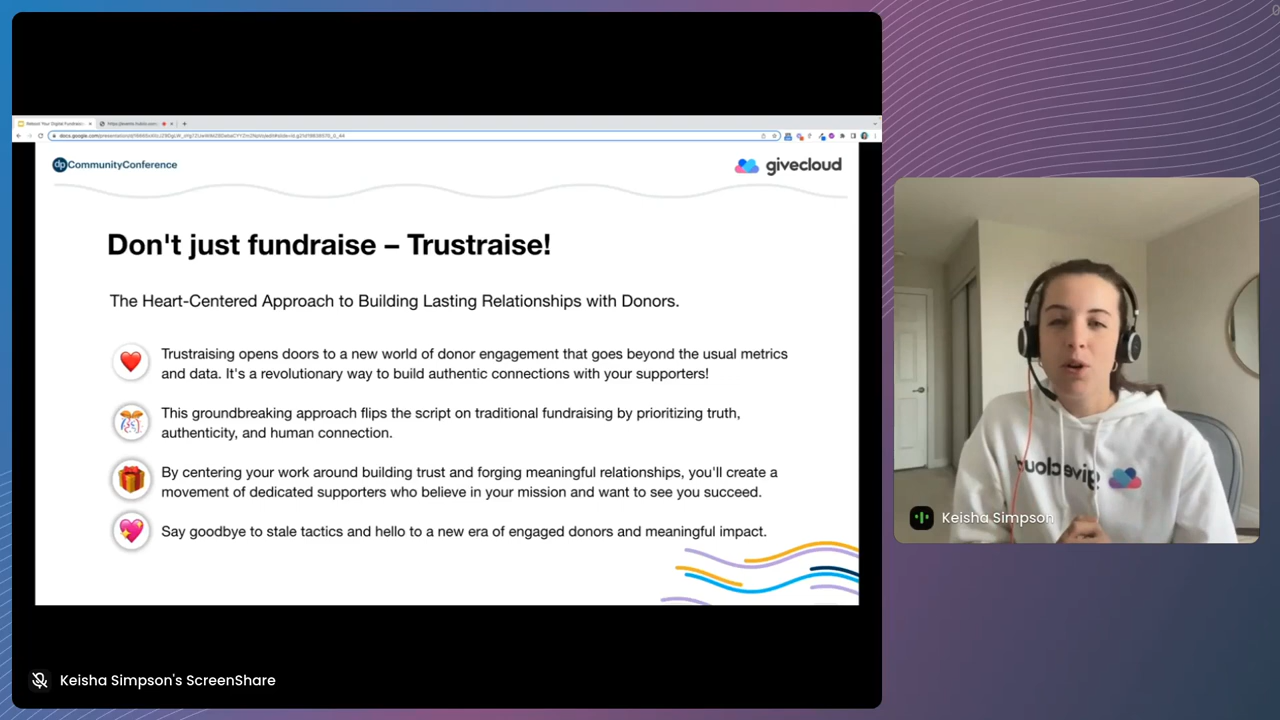 dpCommunityConference
givecloud
Don't just fundraise – Trustraise!
The Heart-Centered Approach to Building Lasting Relationships with Donors.
Trustraising opens doors to a new world of donor engagement that goes beyond the usual metrics
and data. It's a revolutionary way to build authentic connections with your supporters!
This groundbreaking approach flips the script on traditional fundraising by prioritizing truth,
authenticity, and human connection.
By centering your work around building trust and forging meaningful relationships, you'll create a
movement of dedicated supporters who believe in your mission and want to see you succeed.
Say goodbye to stale tactics and hello to a new era of engaged donors and meaningful impact.
givecloud
Keisha Simpson
Keisha Simpson's ScreenShare